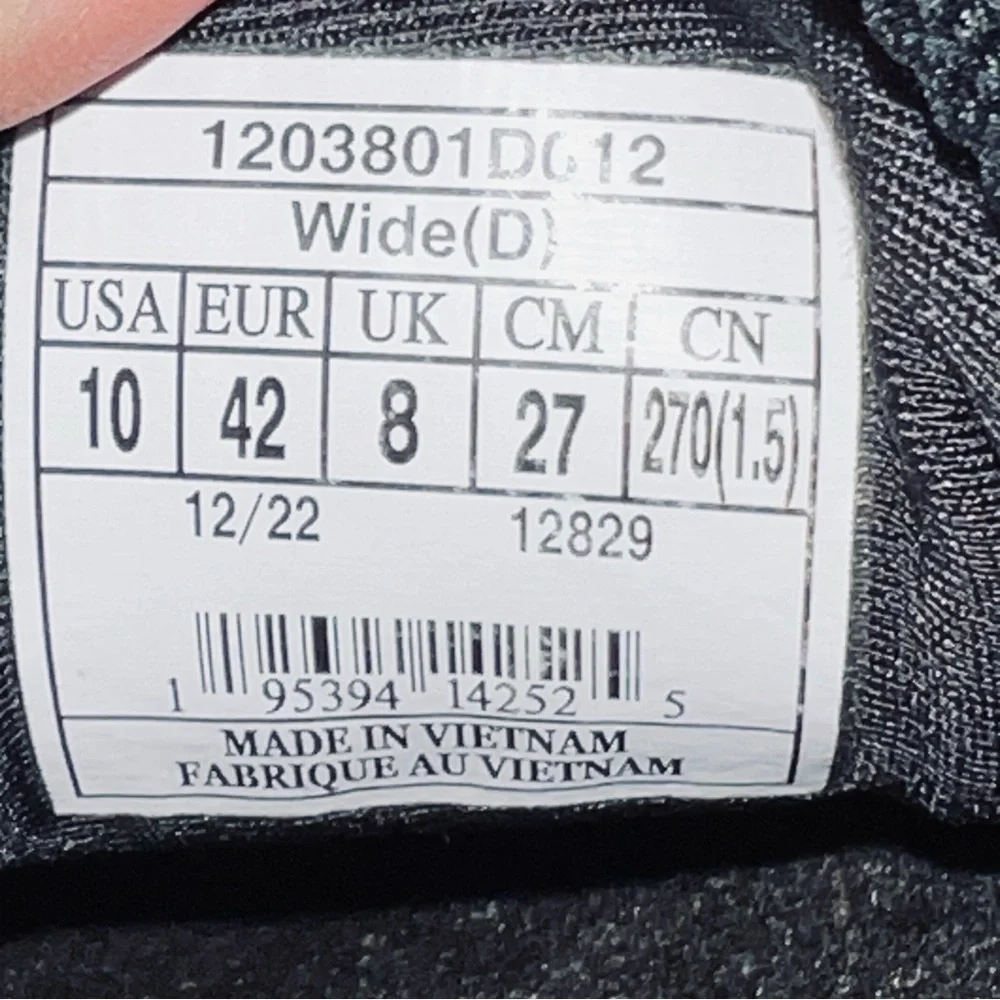 1203801D012
Wide(D)
USA EUR UK CM CN
10 42 8 27 270(1.5)
12/22 12829
1 95394 14252 5
MADE IN VIETNAM
FABRIQUE AU VIETNAM